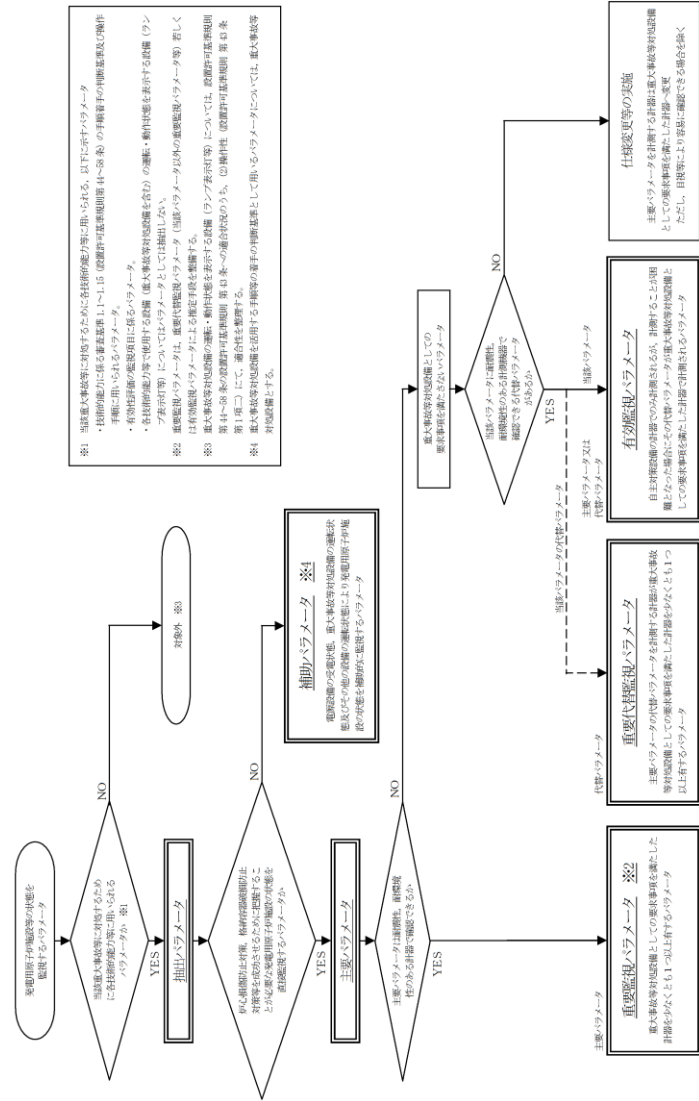 発電用原子炉施設等の状態を
監視するパラメータ
当該重大事故等に対処するため
に各技術的能力等に用いられる
パラメータか ※1
NO
対象外 ※3
YES
抽出パラメータ
炉心損傷防止対策，格納容器破損防止
対策等を成功させるために把握するこ
とが必要な発電用原子炉施設の状態を
直接監視するパラメータか
NO
補助パラメータ ※4
電源設備の受電状態，重大事故等対処設備の運転状
態及びその他の設備の運転状態により発電用原子炉施
設の状態を補助的に監視するパラメータ
YES
主要パラメータ
主要パラメータは耐震性，耐環境
性のある計器で確認できるか
NO
YES
重大事故等対処設備としての
要求事項を満たさないパラメータ
当該パラメータに耐震性，
耐環境性のある計測機器で
確認できる代替パラメータ
があるか
NO
YES
当該パラメータの代替パラメータ
当該パラメータ
主要パラメータ
重要監視パラメータ ※2
重大事故等対処設備としての要求事項を満たした
計器を少なくとも1つ以上有するパラメータ
代替パラメータ
重要代替監視パラメータ
主要パラメータの代替パラメータを計測する計器が重大事故
等対処設備としての要求事項を満たした計器を少なくとも1つ
以上有するパラメータ
主要パラメータ又は
代替パラメータ
有効監視パラメータ
自主対策設備の計器でのみ計測されるが，計測することが困
難となった場合にその代替パラメータが重大事故等対処設備と
しての要求事項を満たした計器で計測されるパラメータ
仕様変更等の実施
主要パラメータを計測する計器は重大事故等対処設備
としての要求事項を満たした計器へ変更
ただし，目視等により容易に確認できる場合を除く
※1 当該重大事故等に対処するために各技術的能力等に用いられる，以下に示すパラメータ
・技術的能力に係る審査基準1.1～1.15（設置許可基準規則第44～58条）の手順着手の判断基準及び操作
手順に用いられるパラメータ。
・有効性評価の監視項目に係るパラメータ。
・各技術的能力等で使用する設備（重大事故等対処設備を含む）の運転・動作状態を表示する設備（ラン
プ表示灯等）についてはパラメータとしては抽出しない。
※2 重要監視パラメータは，重要代替監視パラメータ（当該パラメータ以外の重要監視パラメータ等）若しく
は有効監視パラメータによる推定手段を整備する。
※3 重大事故等対処設備の運転・動作状態を表示する設備（ランプ表示灯等）については，設置許可基準規則
第44～58条の設置許可基準規則 第43条への適合状況のうち，(2)操作性（設置許可基準規則 第43条
第1項二）にて，適合性を整理する。
※4 重大事故等対処設備を活用する手順等の着手の判断基準として用いるパラメータについては，重大事故等
対処設備とする。